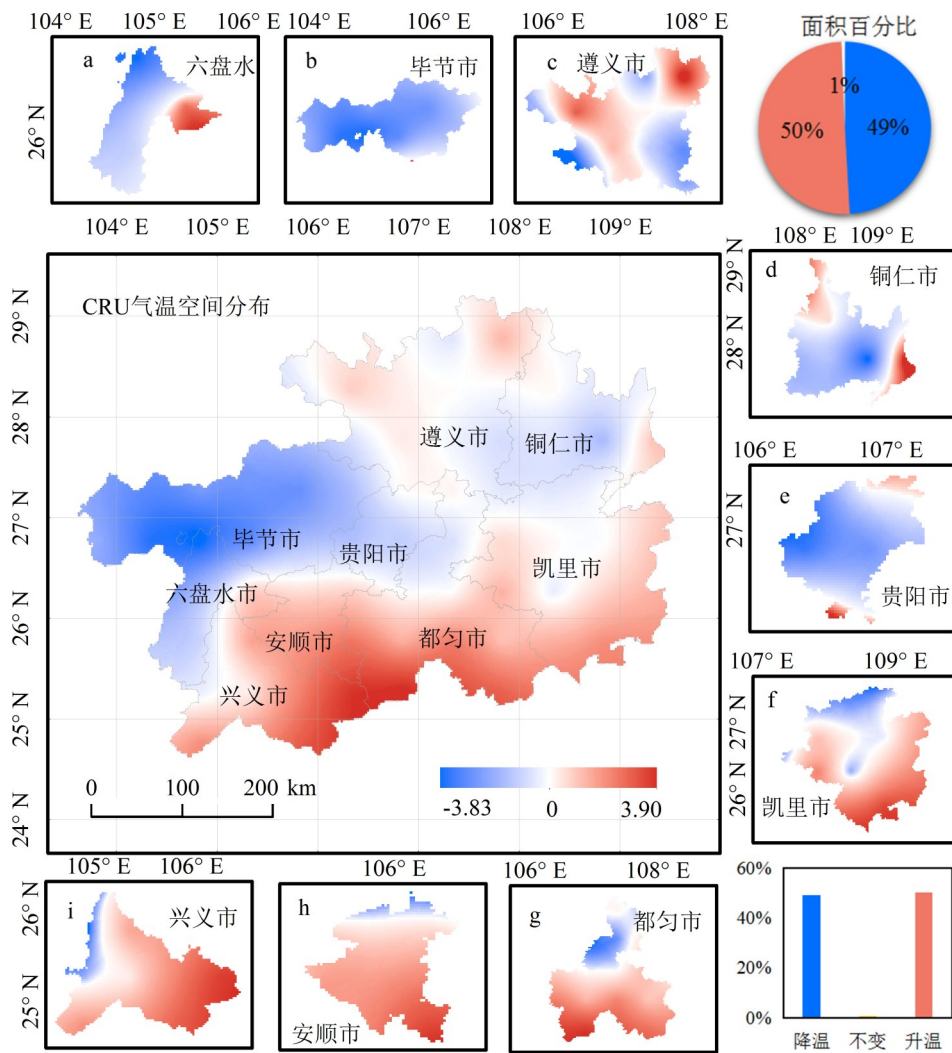 104° E 105° E 106° E
a 六盘水
26° N
106° E
b 毕节市
106° E 108° E
c 遵义市
面积百分比
1%
50% 49%
104° E 105° E 106° E 107° E 108° E 109° E
CRU气温空间分布
29° N
28° N
27° N
26° N
25° N
24° N
遵义市 铜仁市
毕节市 贵阳市 凯里市
六盘水市
安顺市 都匀市
兴义市
0 100 200 km
-3.83 0 3.90
108° E 109° E
29° N
28° N
d 铜仁市
106° E 107° E
27° N
e
贵阳市
107° E 109° E
27° N
26° N
f
凯里市
105° E 106° E
26° N
25° N
i 兴义市
106° E
h
安顺市
106° E 108° E
g 都匀市
60%
40%
20%
0%
降温 不变 升温